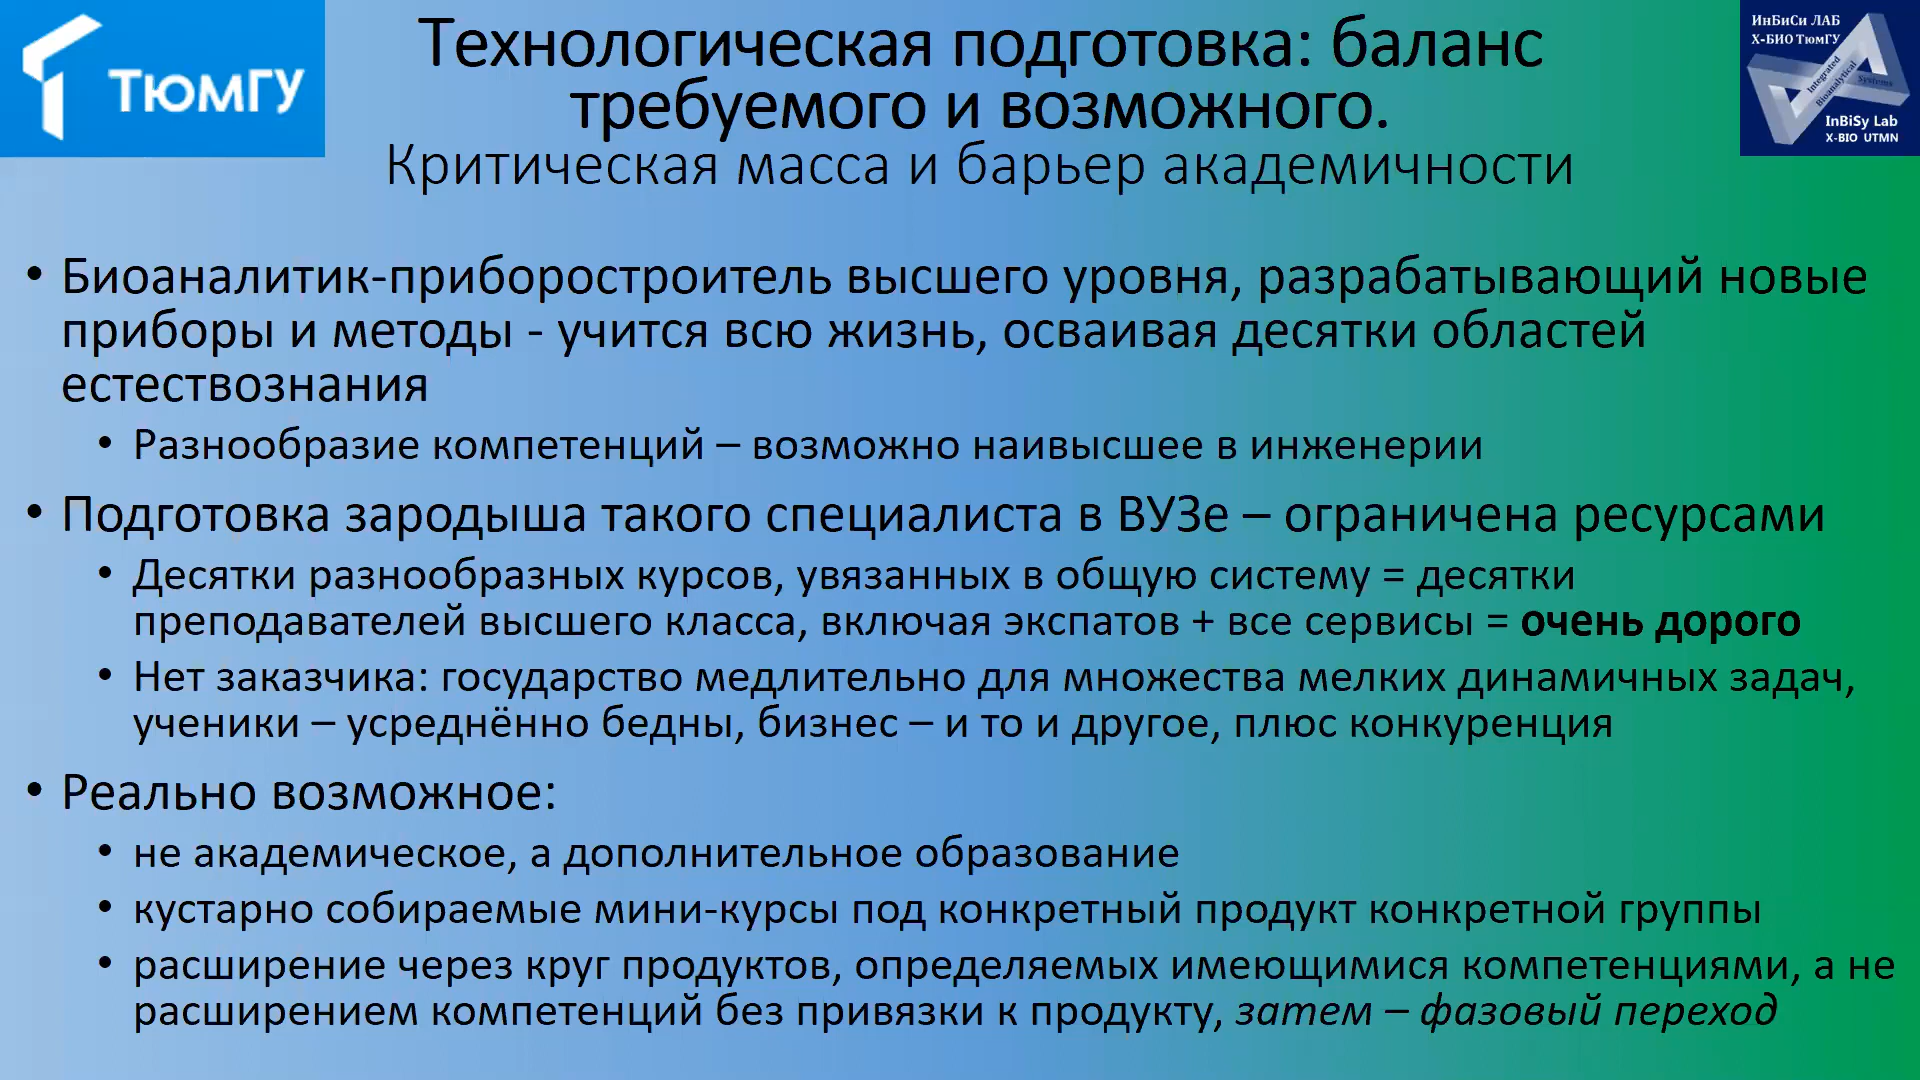 ТЮМГУ
Технологическая подготовка: баланс
требуемого и возможного.
Критическая масса и барьер академичности
ИнБиСи ЛАБ
Х-БИО ТюмГУ
Integrated
Bioanalytical
Systems
InBiSy Lab
X-BIO UTMN
• Биоаналитик-приборостроитель высшего уровня, разрабатывающий новые
приборы и методы - учится всю жизнь, осваивая десятки областей
естествознания
• Разнообразие компетенций – возможно наивысшее в инженерии
• Подготовка зародыша такого специалиста в ВУЗе – ограничена ресурсами
• Десятки разнообразных курсов, увязанных в общую систему = десятки
преподавателей высшего класса, включая экспатов + все сервисы = очень дорого
• Нет заказчика: государство медлительно для множества мелких динамичных задач,
ученики – усреднённо бедны, бизнес – и то и другое, плюс конкуренция
• Реально возможное:
• не академическое, а дополнительное образование
• кустарно собираемые мини-курсы под конкретный продукт конкретной группы
• расширение через круг продуктов, определяемых имеющимися компетенциями, а не
расширением компетенций без привязки к продукту, затем – фазовый переход